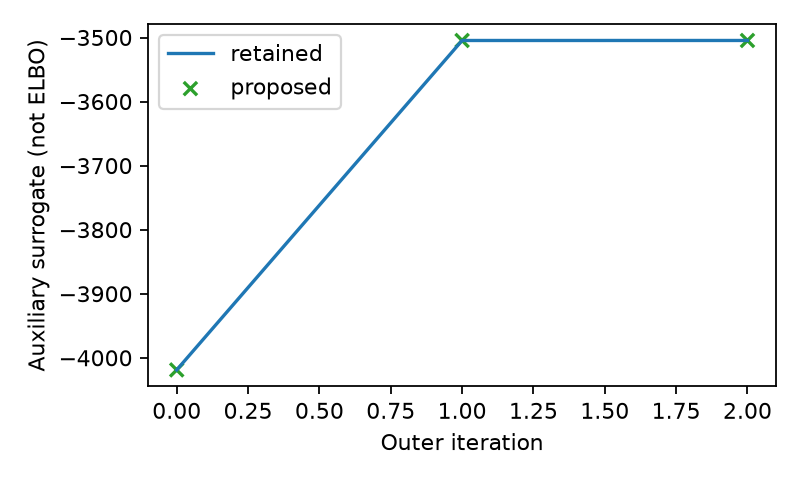 retained
proposed
Auxiliary surrogate (not ELBO)
−3500
−3600
−3700
−3800
−3900
−4000
0.00 0.25 0.50 0.75 1.00 1.25 1.50 1.75 2.00
Outer iteration